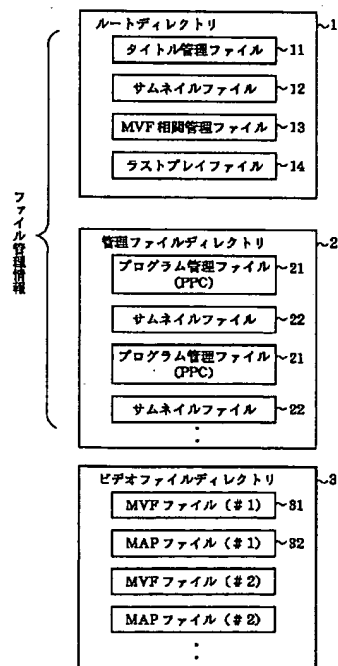 ルートディレクトリ
1
タイトル管理ファイル
11
サムネイルファイル
12
MVF相関管理ファイル
13
ラストプレイファイル
14
ファイル管理情報
管理ファイルディレクトリ
2
プログラム管理ファイル
(PPC)
21
サムネイルファイル
22
プログラム管理ファイル
(PPC)
21
サムネイルファイル
22
ビデオファイルディレクトリ
3
MVFファイル(#1)
31
MAPファイル(#1)
32
MVFファイル(#2)
MAPファイル(#2)